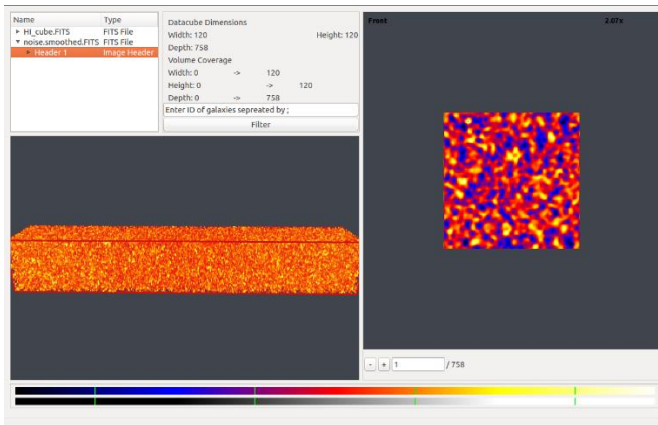 Name Type
HI_cube.FITS FITS File
noise.smoothed.FITS FITS File
Header 1 Image Header
Datacube Dimensions
Width: 120 Height: 120
Depth: 758
Volume Coverage
Width: 0 -> 120
Height: 0 -> 120
Depth: 0 -> 758
Enter ID of galaxies sepreated by ;
Filter
Front 2.67x
- + 1 / 758